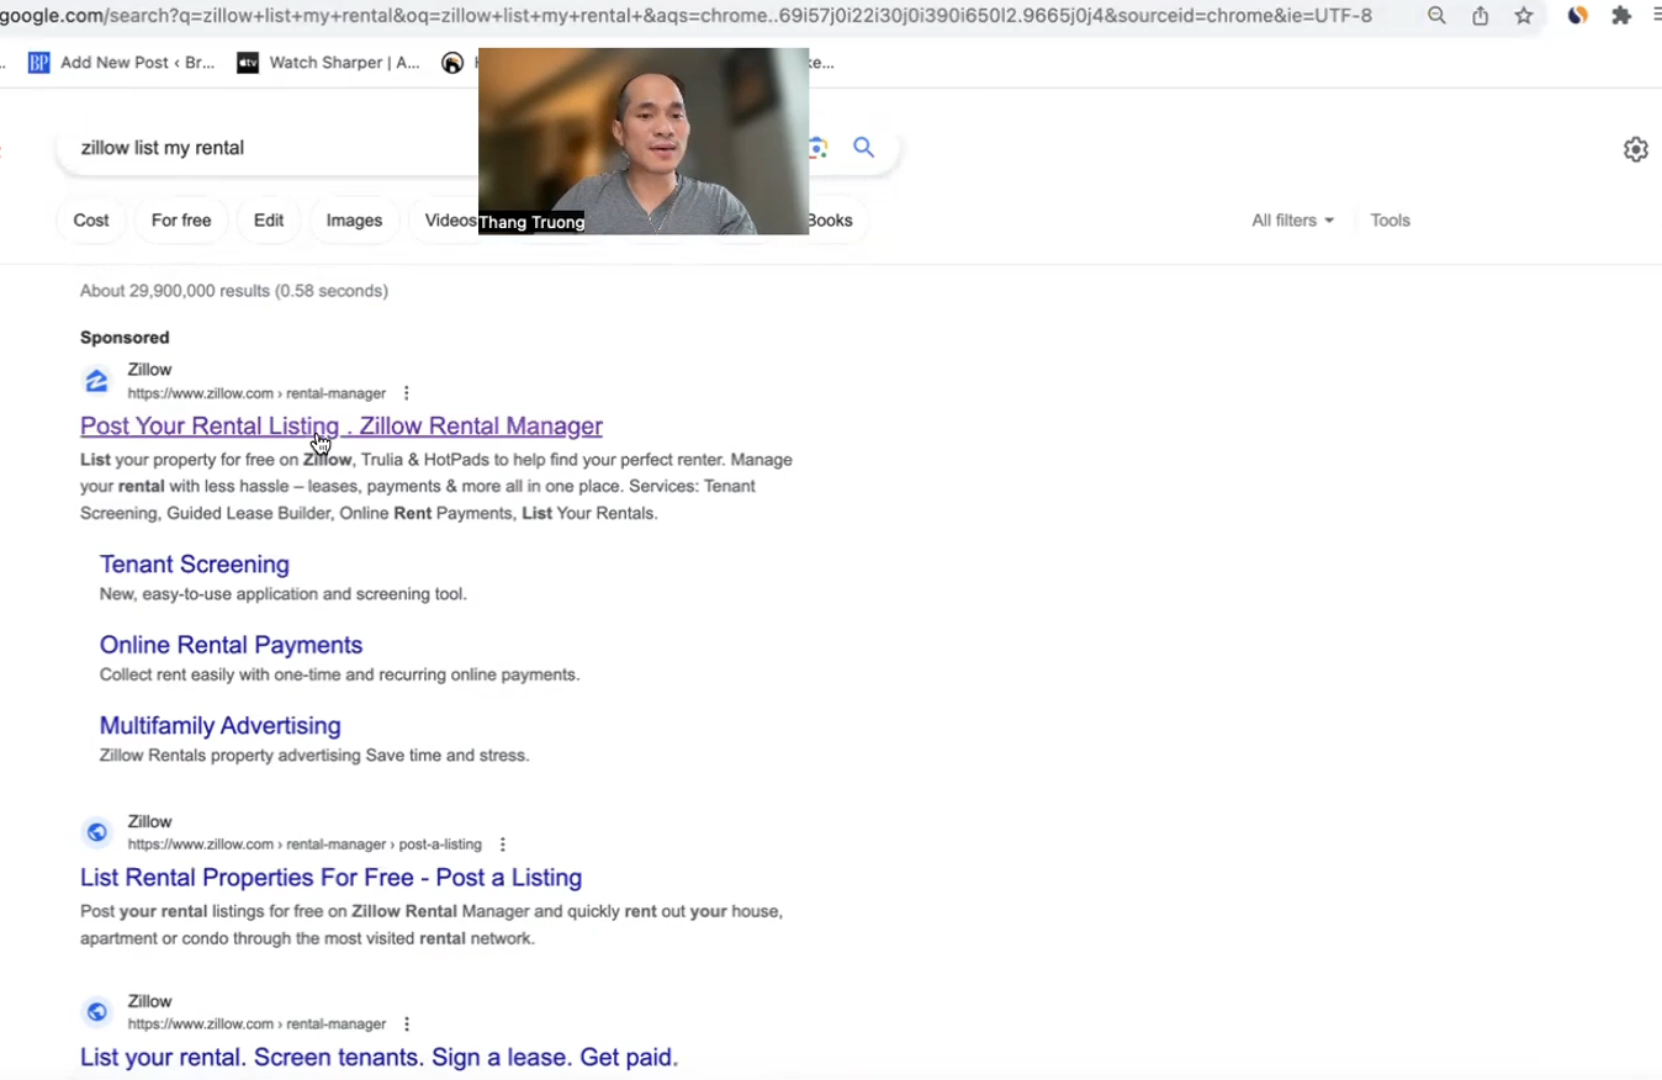 google.com/search?q=zillow+list+my+rental&oq=zillow+list+my+rental+&aqs=chrome..69i57j0i22i30j0i390i650l2.9665j0j4&sourceid=chrome&ie=UTF-8
BP Add New Post ‹ Br... tv Watch Sharper | A... ke...
zillow list my rental
Cost For free Edit Images Videos Thang Truong Books All filters Tools
About 29,900,000 results (0.58 seconds)
Sponsored
Zillow
https://www.zillow.com › rental-manager
Post Your Rental Listing . Zillow Rental Manager
List your property for free on Zillow, Trulia & HotPads to help find your perfect renter. Manage
your rental with less hassle – leases, payments & more all in one place. Services: Tenant
Screening, Guided Lease Builder, Online Rent Payments, List Your Rentals.
Tenant Screening
New, easy-to-use application and screening tool.
Online Rental Payments
Collect rent easily with one-time and recurring online payments.
Multifamily Advertising
Zillow Rentals property advertising Save time and stress.
Zillow
https://www.zillow.com › rental-manager › post-a-listing
List Rental Properties For Free - Post a Listing
Post your rental listings for free on Zillow Rental Manager and quickly rent out your house,
apartment or condo through the most visited rental network.
Zillow
https://www.zillow.com › rental-manager
List your rental. Screen tenants. Sign a lease. Get paid.